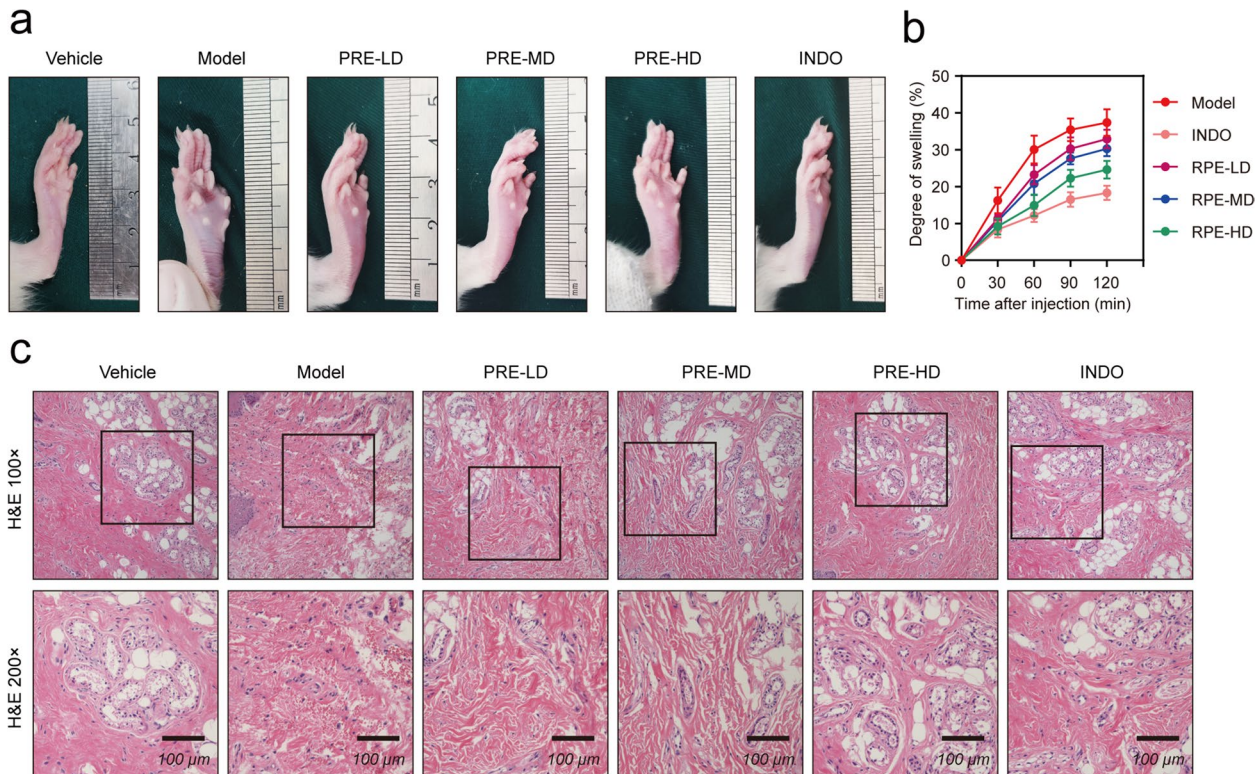 a
Vehicle
Model
PRE-LD
PRE-MD
PRE-HD
INDO
b
Degree of swelling (%)
50
40
30
20
10
0
0 30 60 90 120
Time after injection (min)
Model
INDO
RPE-LD
RPE-MD
RPE-HD
c
Vehicle
Model
PRE-LD
PRE-MD
PRE-HD
INDO
H&E 100×
H&E 200×
100 µm
100 µm
100 µm
100 µm
100 µm
100 µm